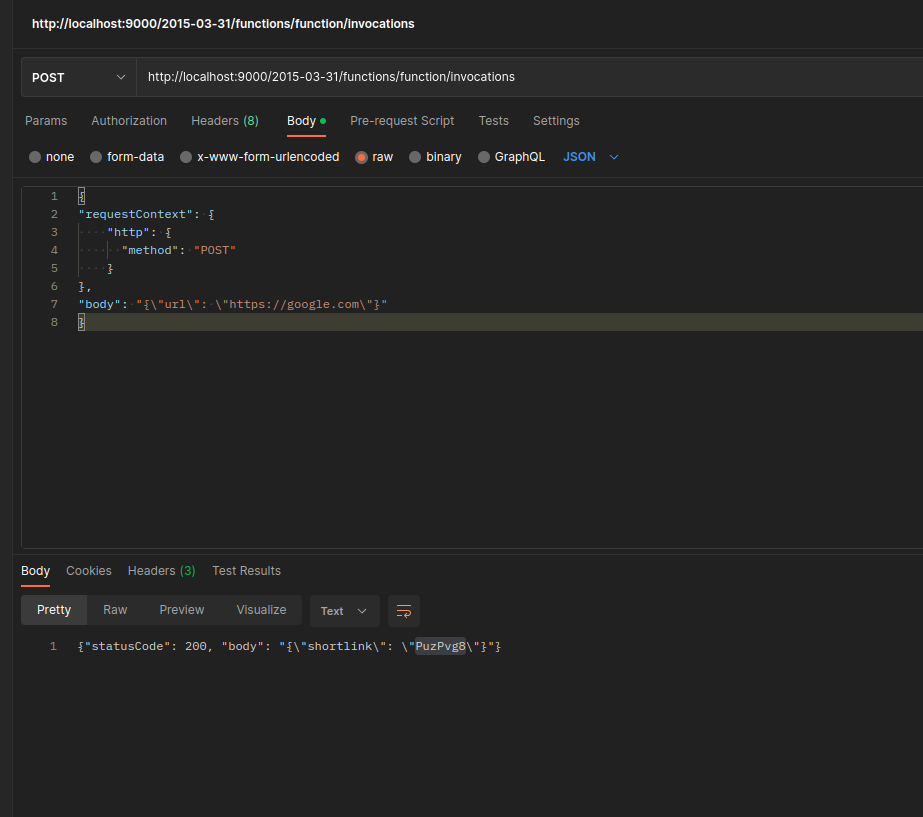 http://localhost:9000/2015-03-31/functions/function/invocations
POST http://localhost:9000/2015-03-31/functions/function/invocations
Params Authorization Headers (8) Body Pre-request Script Tests Settings
none form-data x-www-form-urlencoded raw binary GraphQL JSON
1 {
2 "requestContext": {
3 "http": {
4 "method": "POST"
5 }
6 },
7 "body": "{\"url\": \"https://google.com\"}"
8 }
Body Cookies Headers (3) Test Results
Pretty Raw Preview Visualize Text
1 {"statusCode": 200, "body": "{\"shortlink\": \"PuzPvg8\"}"}